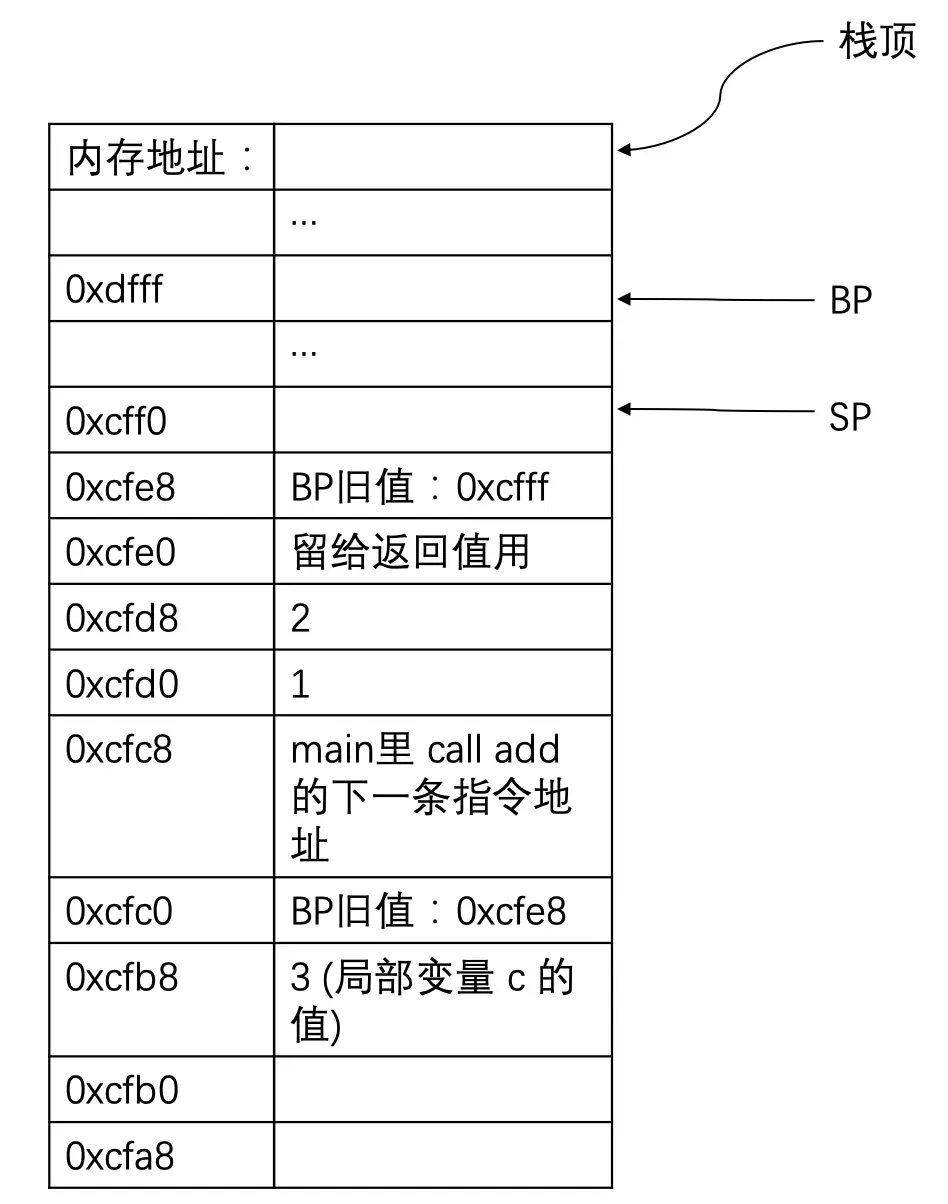 栈顶
内存地址：
...
0xdfff
BP
...
0xcff0
SP
0xcfe8 BP旧值：0xcfff
0xcfe0 留给返回值用
0xcfd8 2
0xcfd0 1
0xcfc8 main里 call add
的下一条指令地
址
0xcfc0 BP旧值：0xcfe8
0xcfb8 3 (局部变量 c 的
值)
0xcfb0
0xcfa8